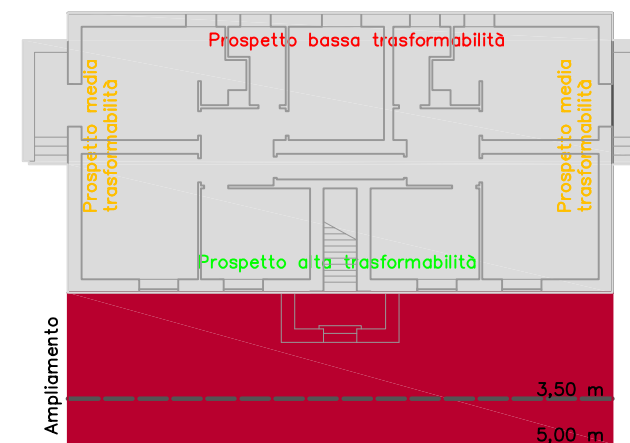 Prospetto bassa trasformabilità
Prospetto media
trasformabilità
Prospetto media
trasformabilità
Prospetto alta trasformabilità
Ampliamento
3,50 m
5,00 m